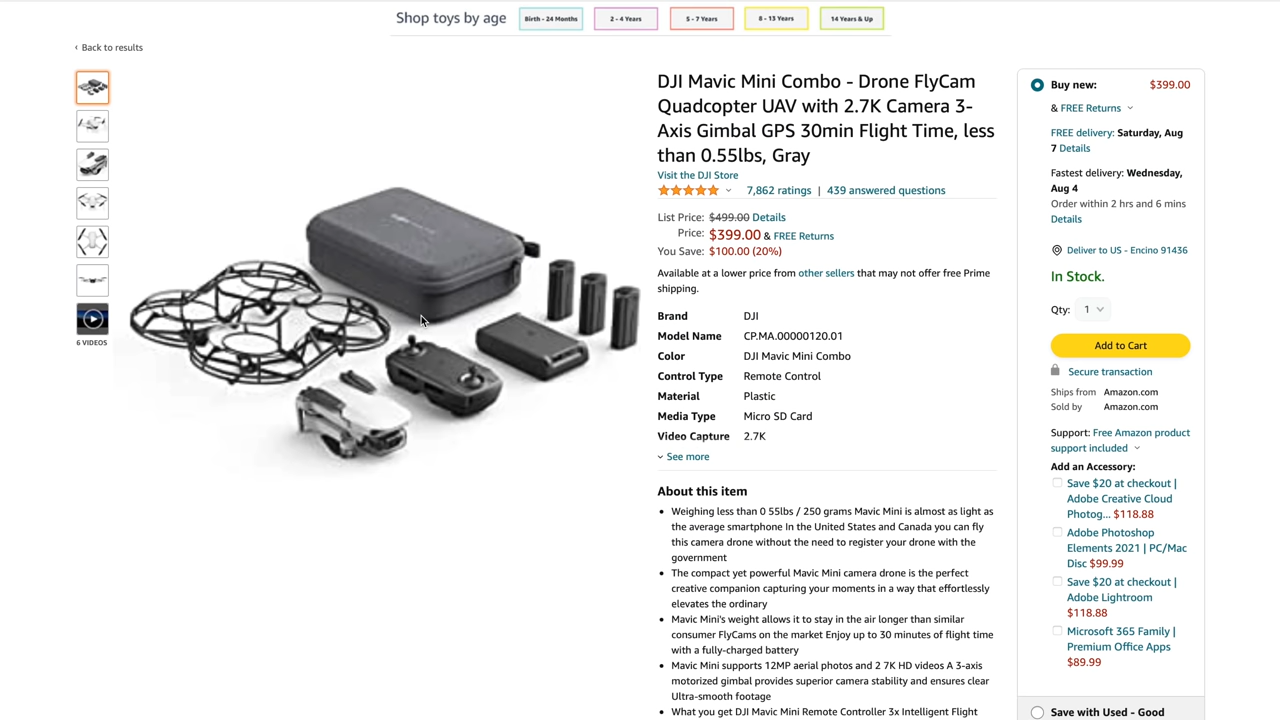 Shop toys by age
Birth - 24 Months
2 - 4 Years
5 - 7 Years
8 - 13 Years
14 Years & Up
‹ Back to results
6 VIDEOS
DJI Mavic Mini Combo - Drone FlyCam
Quadcopter UAV with 2.7K Camera 3-
Axis Gimbal GPS 30min Flight Time, less
than 0.55lbs, Gray
Visit the DJI Store
7,862 ratings | 439 answered questions
List Price: $499.00 Details
Price: $399.00 & FREE Returns
You Save: $100.00 (20%)
Available at a lower price from other sellers that may not offer free Prime
shipping.
Brand DJI
Model Name CP.MA.00000120.01
Color DJI Mavic Mini Combo
Control Type Remote Control
Material Plastic
Media Type Micro SD Card
Video Capture 2.7K
See more
About this item
• Weighing less than 0 55lbs / 250 grams Mavic Mini is almost as light as
the average smartphone In the United States and Canada you can fly
this camera drone without the need to register your drone with the
government
• The compact yet powerful Mavic Mini camera drone is the perfect
creative companion capturing your moments in a way that effortlessly
elevates the ordinary
• Mavic Mini's weight allows it to stay in the air longer than similar
consumer FlyCams on the market Enjoy up to 30 minutes of flight time
with a fully-charged battery
• Mavic Mini supports 12MP aerial photos and 2 7K HD videos A 3-axis
motorized gimbal provides superior camera stability and ensures clear
Ultra-smooth footage
• What you get DJI Mavic Mini Remote Controller 3x Intelligent Flight
Buy new: $399.00
& FREE Returns
FREE delivery: Saturday, Aug
7 Details
Fastest delivery: Wednesday,
Aug 4
Order within 2 hrs and 6 mins
Details
Deliver to US - Encino 91436
In Stock.
Qty: 1
Add to Cart
Secure transaction
Ships from Amazon.com
Sold by Amazon.com
Support: Free Amazon product
support included
Add an Accessory:
Save $20 at checkout |
Adobe Creative Cloud
Photog... $118.88
Adobe Photoshop
Elements 2021 | PC/Mac
Disc $99.99
Save $20 at checkout |
Adobe Lightroom
$118.88
Microsoft 365 Family |
Premium Office Apps
$89.99
Save with Used - Good